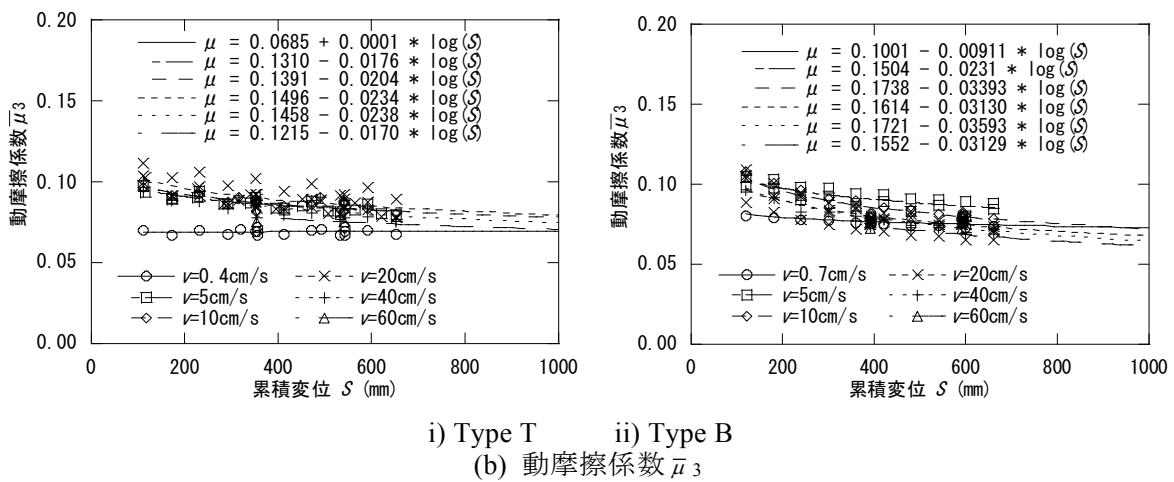 0.20
0.15
0.10
0.05
0.00
動摩擦係数 μ̄₃
μ = 0.0685 + 0.0001 * log(S)
μ = 0.1310 - 0.0176 * log(S)
μ = 0.1391 - 0.0204 * log(S)
μ = 0.1496 - 0.0234 * log(S)
μ = 0.1458 - 0.0238 * log(S)
μ = 0.1215 - 0.0170 * log(S)
v=0.4cm/s
v=5cm/s
v=10cm/s
v=20cm/s
v=40cm/s
v=60cm/s
0 200 400 600 800 1000
累積変位 S (mm)
0.20
0.15
0.10
0.05
0.00
動摩擦係数 μ̄₃
μ = 0.1001 - 0.00911 * log(S)
μ = 0.1504 - 0.0231 * log(S)
μ = 0.1738 - 0.03393 * log(S)
μ = 0.1614 - 0.03130 * log(S)
μ = 0.1721 - 0.03593 * log(S)
μ = 0.1552 - 0.03129 * log(S)
v=0.7cm/s
v=5cm/s
v=10cm/s
v=20cm/s
v=40cm/s
v=60cm/s
0 200 400 600 800 1000
累積変位 S (mm)
i) Type T ii) Type B
(b) 動摩擦係数 μ̄₃